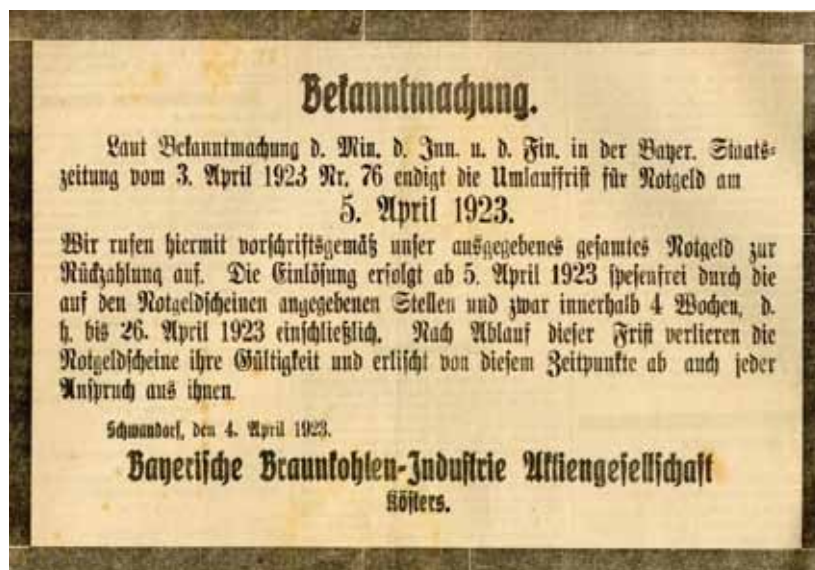 Bekanntmachung.
Laut Bekanntmachung d. Min. d. Inn. u. d. Fin. in der Bayer. Staats-
zeitung vom 3. April 1923 Nr. 76 endigt die Umlauffrist für Notgeld am
5. April 1923.
Wir rufen hiermit vorschriftsgemäß unser ausgegebenes gesamtes Notgeld zur
Rückzahlung auf. Die Einlösung erfolgt ab 5. April 1923 spesenfrei durch die
auf den Notgeldscheinen angegebenen Stellen und zwar innerhalb 4 Wochen, d.
h. bis 26. April 1923 einschließlich. Nach Ablauf dieser Frist verlieren die
Notgeldscheine ihre Gültigkeit und erlischt von diesem Zeitpunkte ab auch jeder
Anspruch aus ihnen.
Schwandorf, den 4. April 1923.
Bayerische Braunkohlen-Industrie Aktiengesellschaft
Kösters.